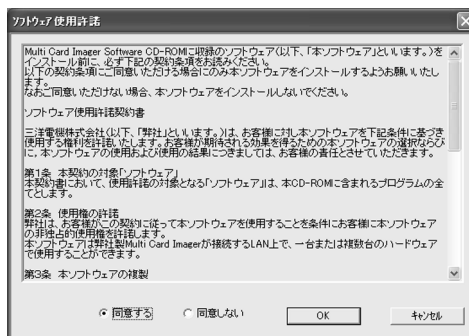 ソフトウェア使用許諾
Multi Card Imager Software CD-ROMに収録のソフトウェア(以下、「本ソフトウェア」といいます。)を
インストール前に、必ず下記の契約条項をお読みください。
以下の契約条項にご同意いただける場合にのみ本ソフトウェアをインストールするようお願いいたし
ます。
なおご同意いただけない場合、本ソフトウェアをインストールしないでください。
ソフトウェア使用許諾契約書
三洋電機株式会社(以下、「弊社」といいます。)は、お客様に対し本ソフトウェアを下記条件に基づき
使用する権利を許諾いたします。お客様が期待される効果を得るための本ソフトウェアの選択ならび
に、本ソフトウェアの使用および使用の結果につきましては、お客様の責任とさせていただきます。
第1条 本契約の対象「ソフトウェア」
本契約書において、使用許諾の対象となる「ソフトウェア」は、本CD-ROMに含まれるプログラムの全
てとします。
第2条 使用権の許諾
弊社は、お客様がこの契約に従って本ソフトウェアを使用することを条件にお客様に本ソフトウェア
の非独占的使用権を許諾します。
本ソフトウェアは弊社製Multi Card Imagerが接続するLAN上で、一台または複数台のハードウェア
で使用することができます。
第3条 本ソフトウェアの複製
同意する 同意しない OK キャンセル